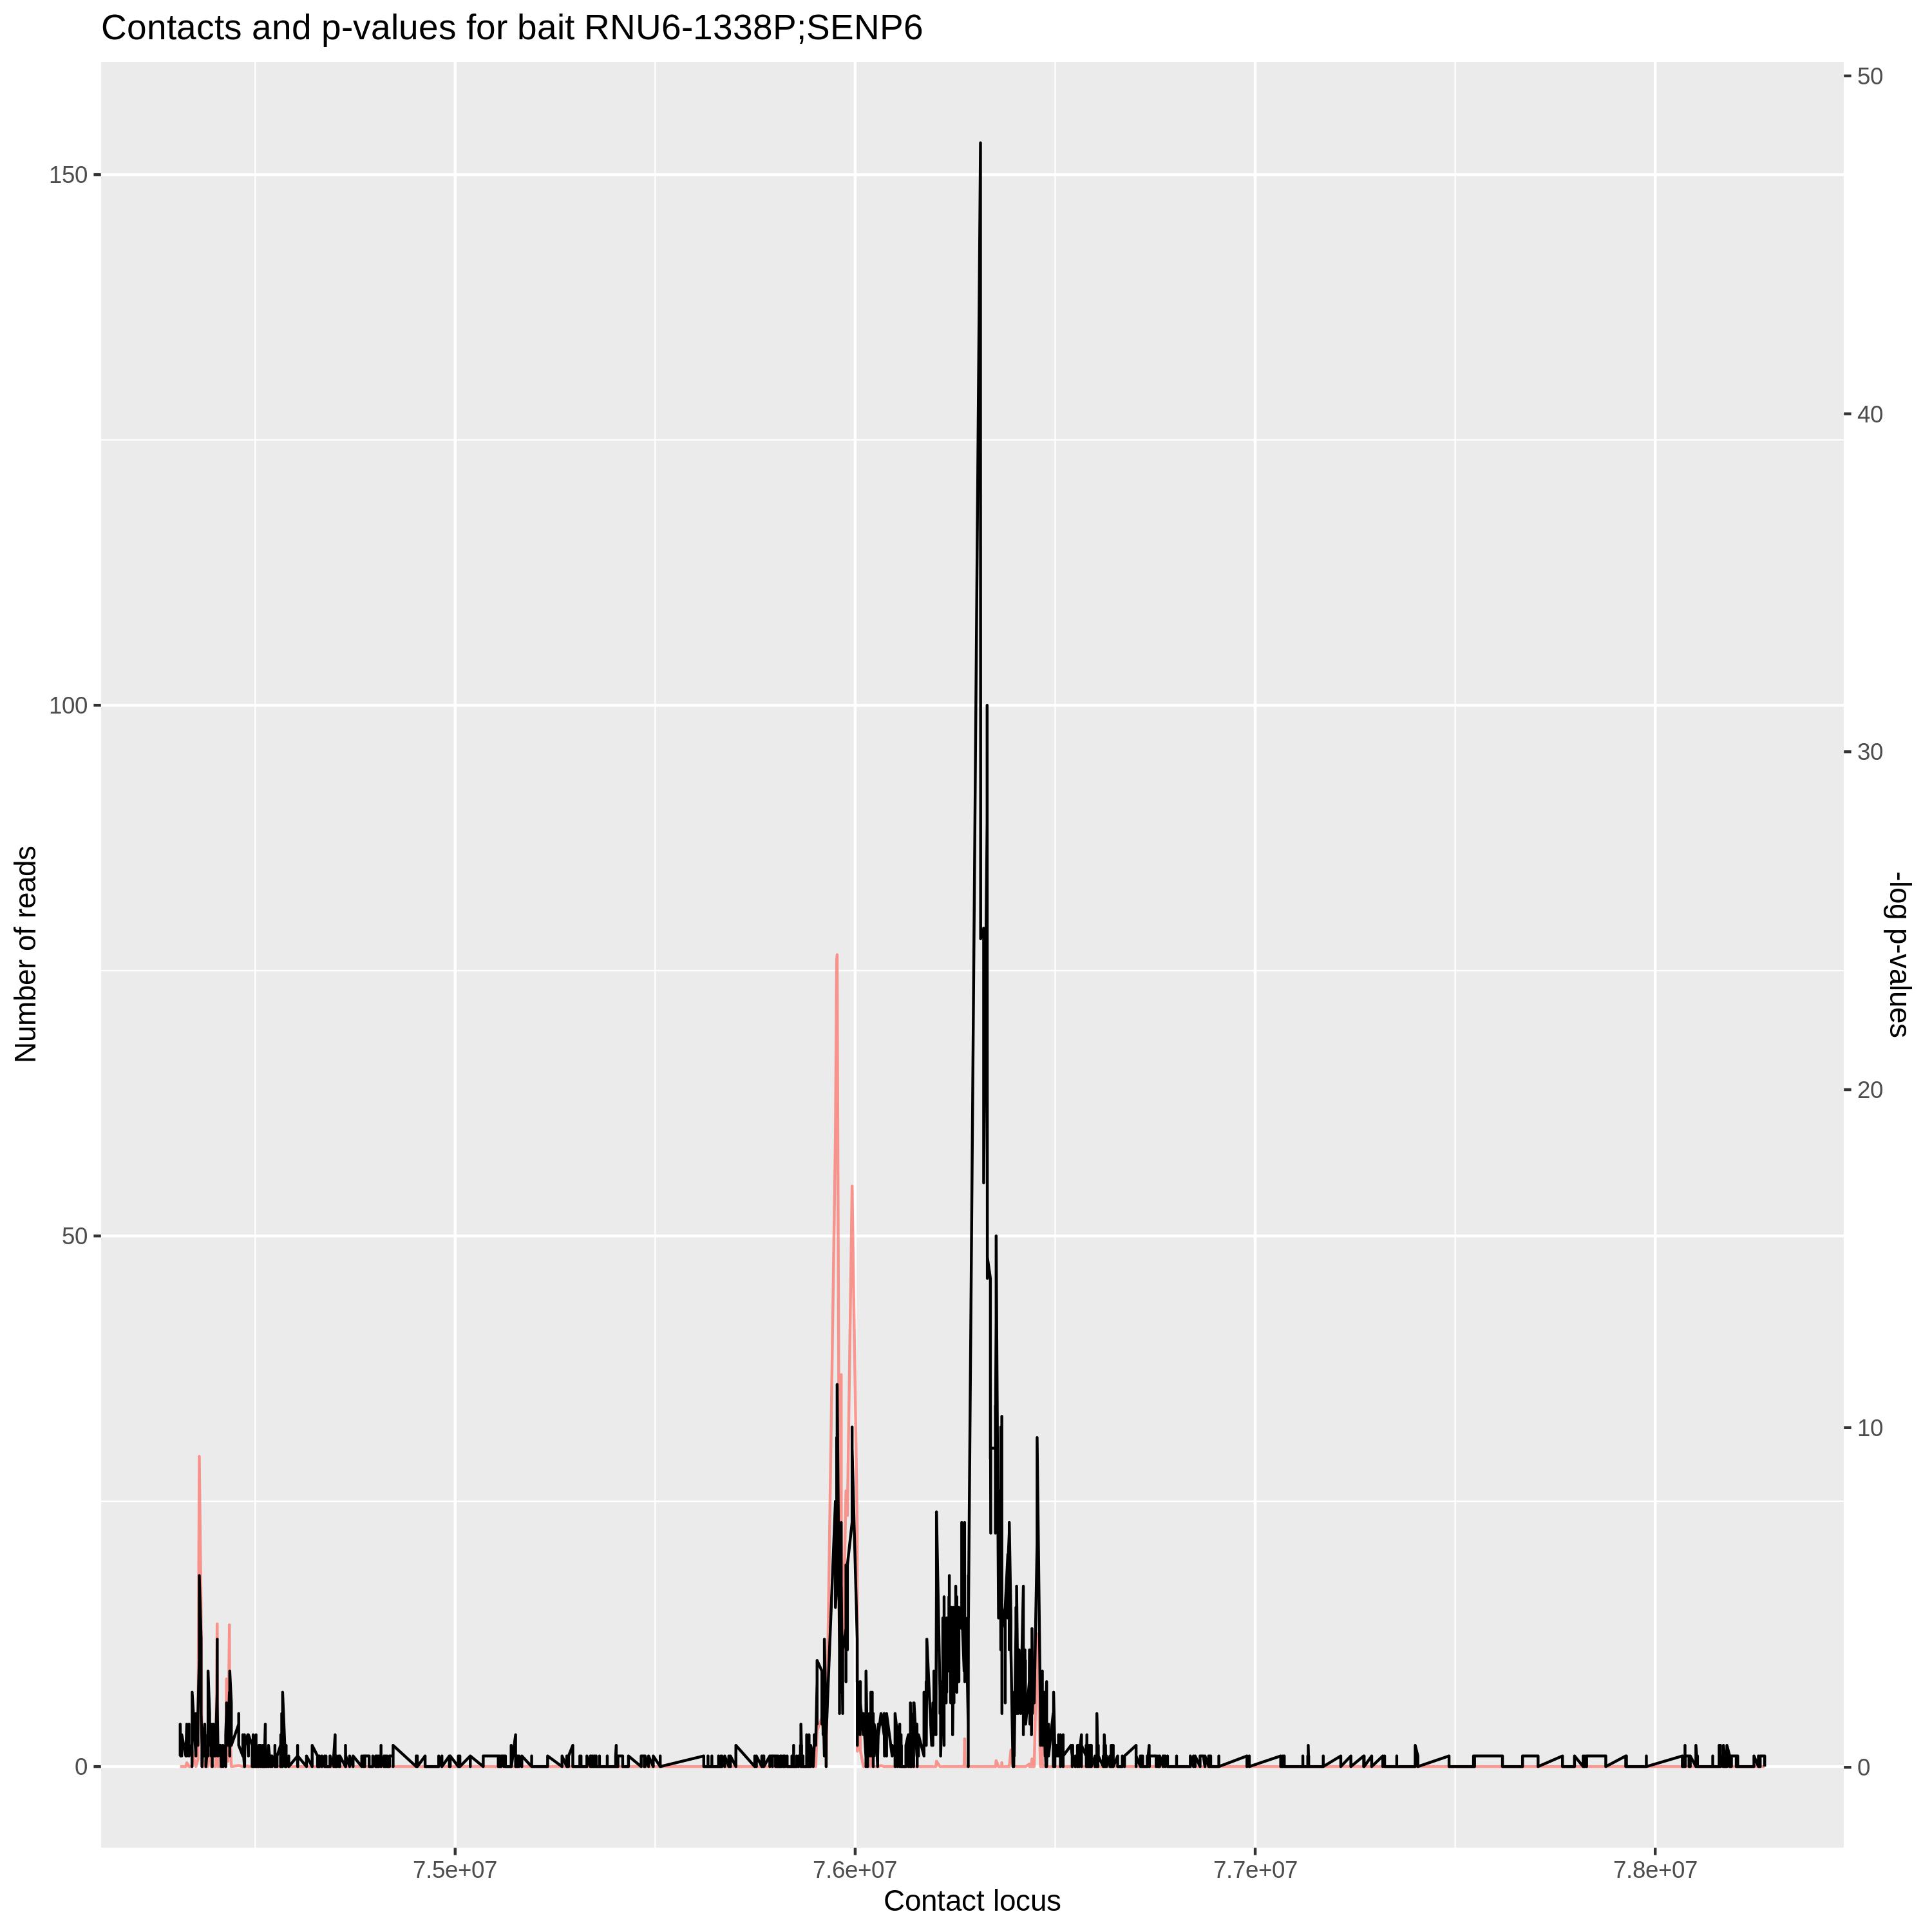 Contacts and p-values for bait RNU6-1338P;SENP6
150
100
50
0
Number of reads
50
40
30
20
10
0
-log p-values
7.5e+07
7.6e+07
7.7e+07
7.8e+07
Contact locus